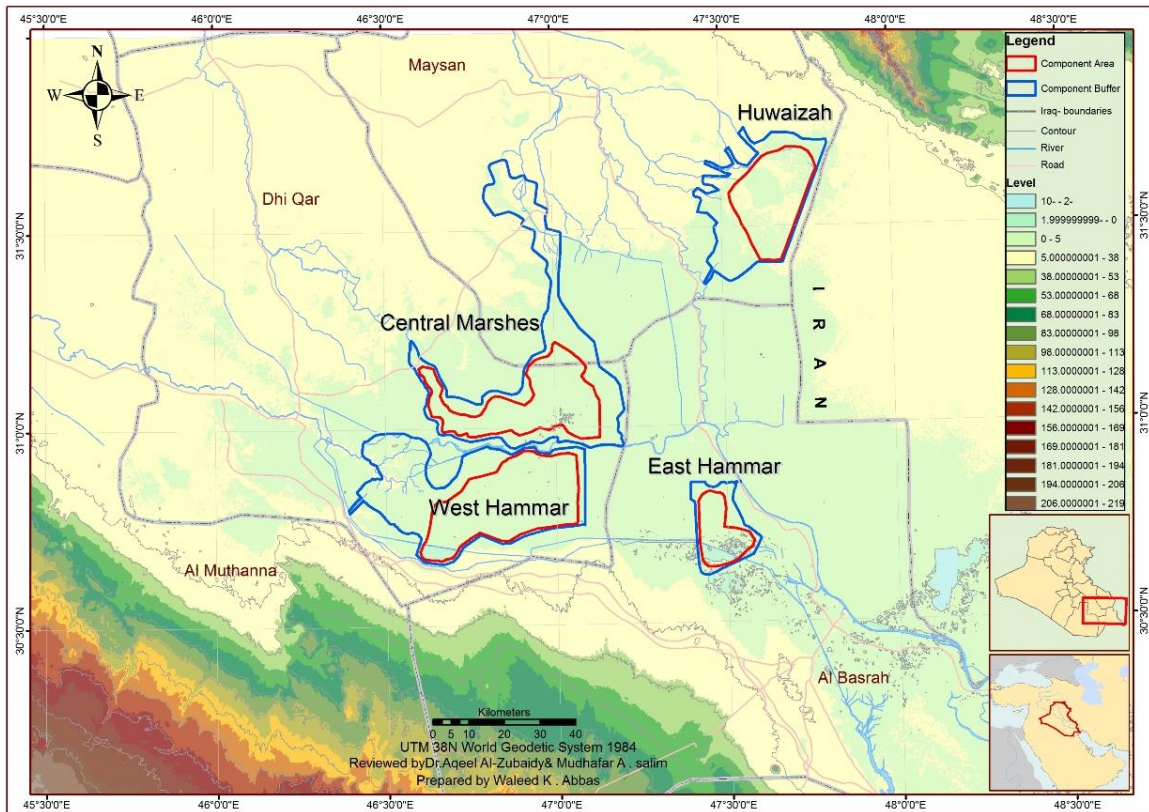 45°30'0"E
46°0'0"E
46°30'0"E
47°0'0"E
47°30'0"E
48°0'0"E
48°30'0"E
N
W
E
S
Maysan
Huwaizah
Dhi Qar
31°30'0"N
31°30'0"N
Central Marshes
I R A N
31°0'0"N
31°0'0"N
East Hammar
West Hammar
Al Muthanna
30°30'0"N
30°30'0"N
Al Basrah
Legend
Component Area
Component Buffer
Iraq- boundaries
Contour
River
Road
Level
10- - 2-
1.999999999- - 0
0 - 5
5.000000001 - 38
38.00000001 - 53
53.00000001 - 68
68.00000001 - 83
83.00000001 - 98
98.00000001 - 113
113.0000001 - 128
128.0000001 - 142
142.0000001 - 156
156.0000001 - 169
169.0000001 - 181
181.0000001 - 194
194.0000001 - 206
206.0000001 - 219
Kilometers
0 5 10 20 30 40
UTM 38N World Geodetic System 1984
Reviewed byDr.Aqeel Al-Zubaidy& Mudhafar A . salim
Prepared by Waleed K . Abbas
45°30'0"E
46°0'0"E
46°30'0"E
47°0'0"E
47°30'0"E
48°0'0"E
48°30'0"E